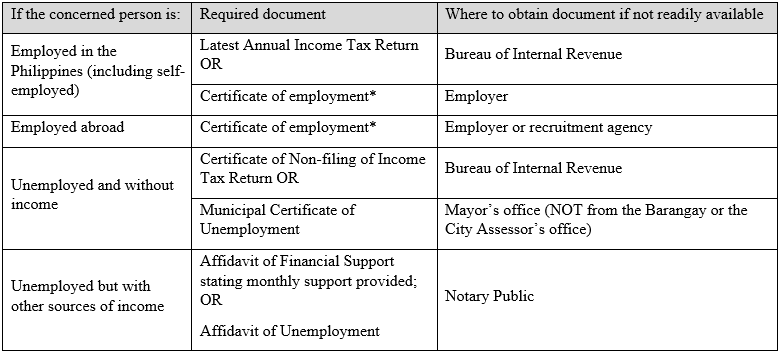 If the concerned person is:
Required document
Where to obtain document if not readily available
Employed in the
Philippines (including self-
employed)
Latest Annual Income Tax Return
OR
Bureau of Internal Revenue
Certificate of employment*
Employer
Employed abroad
Certificate of employment*
Employer or recruitment agency
Unemployed and without
income
Certificate of Non-filing of Income
Tax Return OR
Bureau of Internal Revenue
Municipal Certificate of
Unemployment
Mayor’s office (NOT from the Barangay or the
City Assessor’s office)
Unemployed but with
other sources of income
Affidavit of Financial Support
stating monthly support provided;
OR
Affidavit of Unemployment
Notary Public